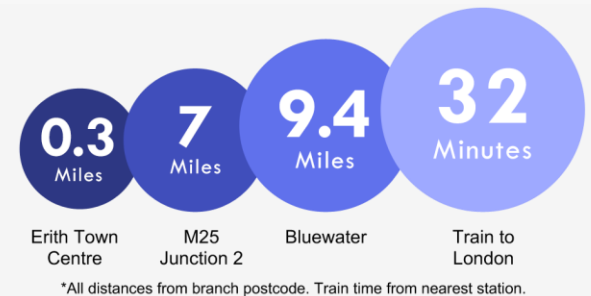 0.3
Miles
7
Miles
9.4
Miles
32
Minutes
Erith Town
Centre
M25
Junction 2
Bluewater
Train to
London
*All distances from branch postcode. Train time from nearest station.